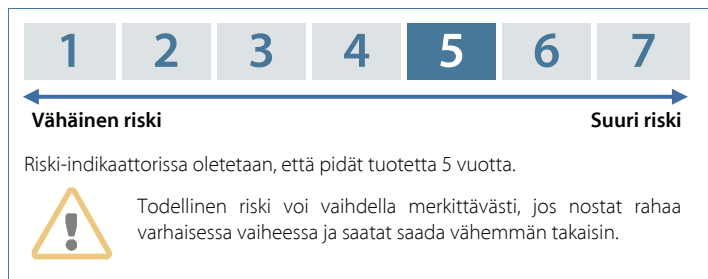 1 2 3 4 5 6 7
Vähäinen riski Suuri riski
Riski-indikaattorissa oletetaan, että pidät tuotetta 5 vuotta.
Todellinen riski voi vaihdella merkittävästi, jos nostat rahaa
varhaisessa vaiheessa ja saatat saada vähemmän takaisin.